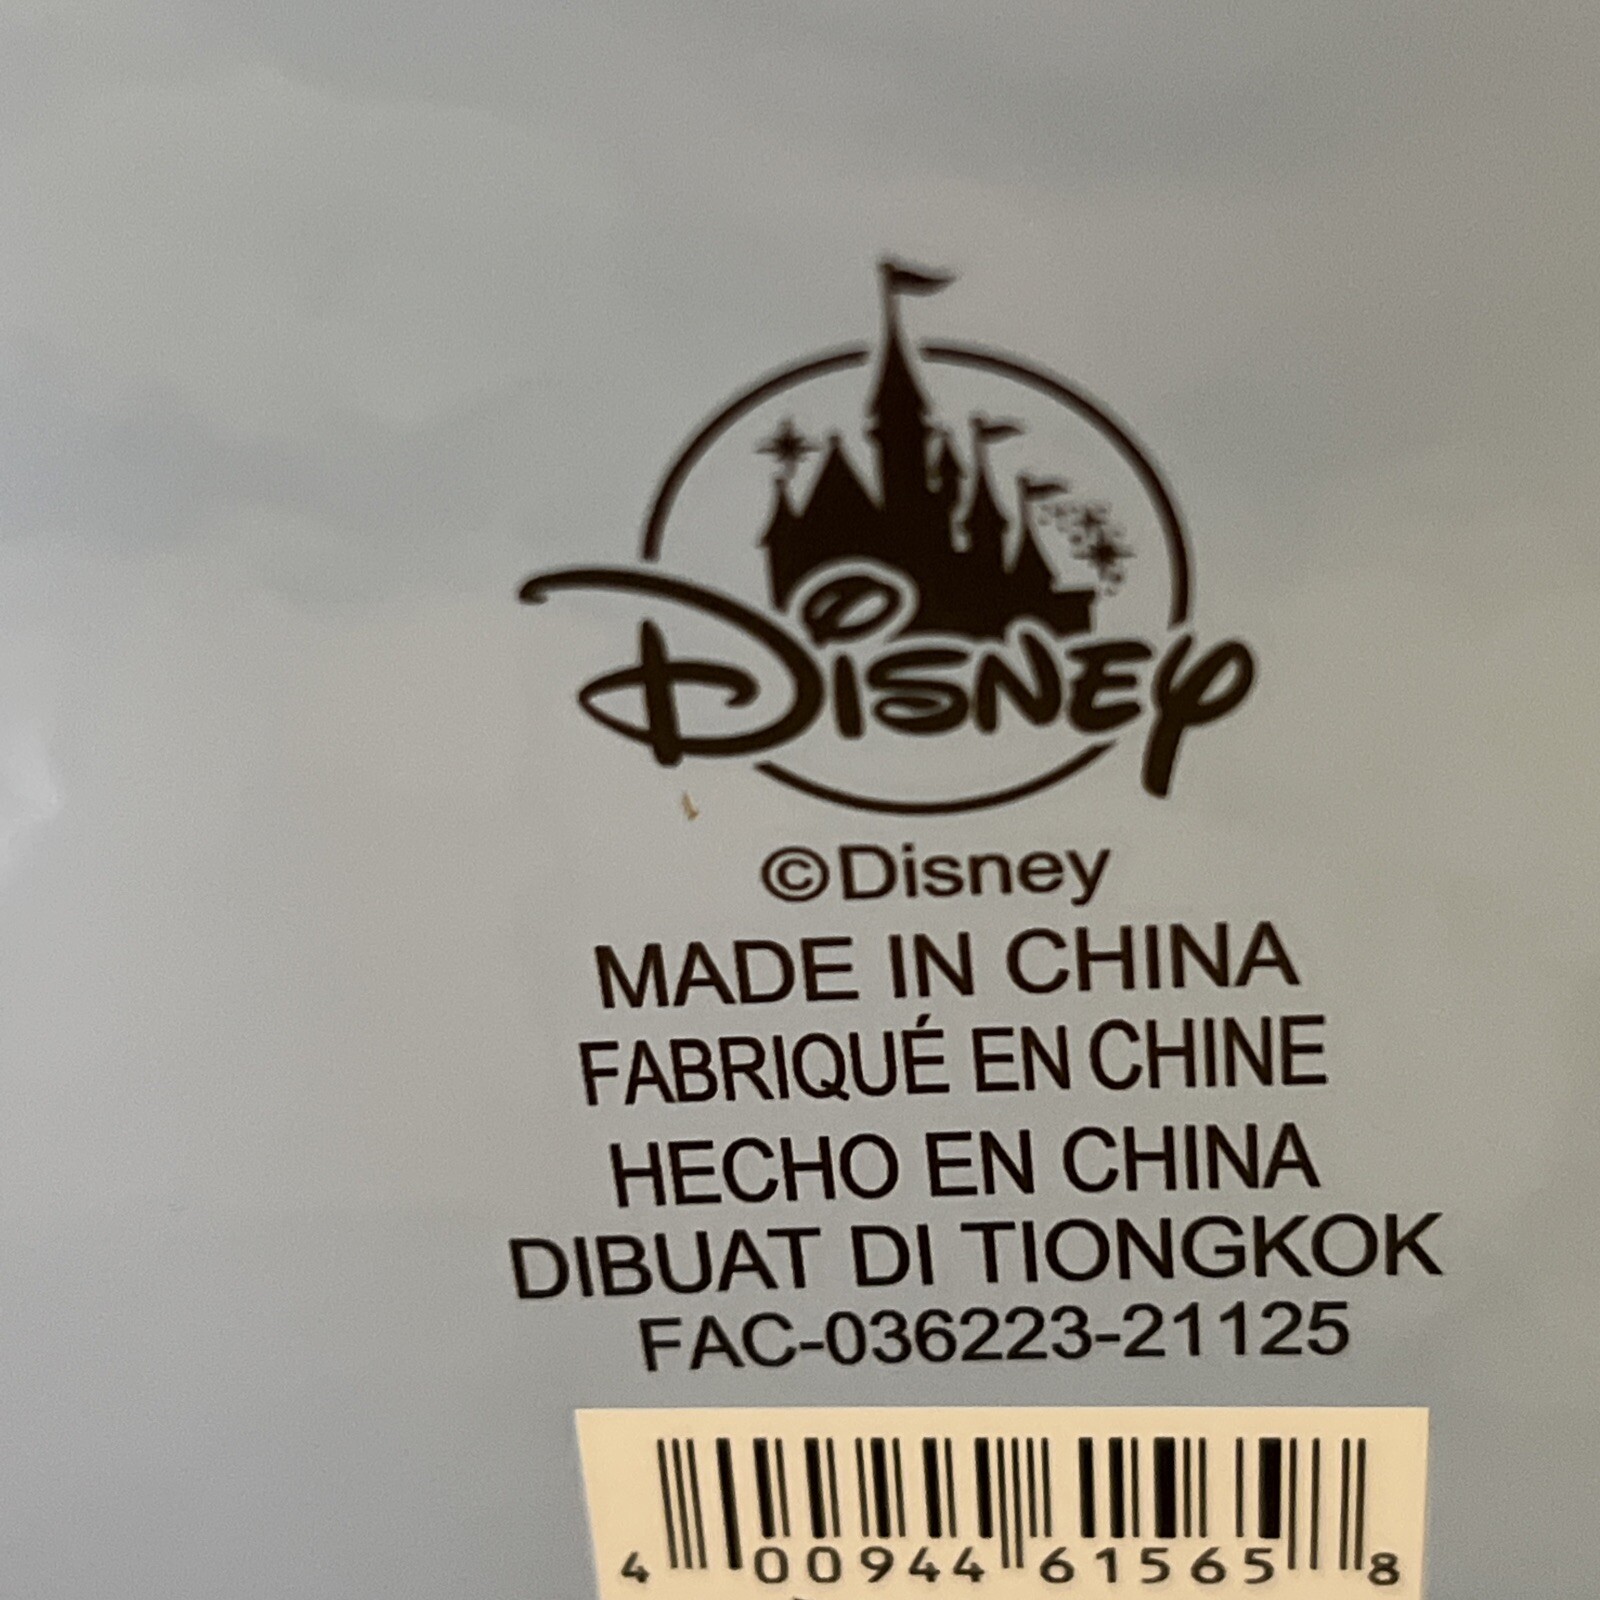 Disney
©Disney
MADE IN CHINA
FABRIQUÉ EN CHINE
HECHO EN CHINA
DIBUAT DI TIONGKOK
FAC-036223-21125
4 00944 61565 8